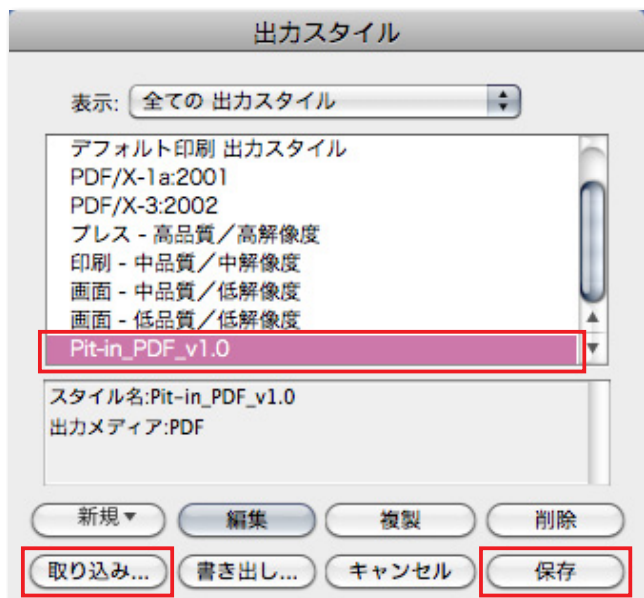 出力スタイル
表示: 全ての 出力スタイル
デフォルト印刷 出力スタイル
PDF/X-1a:2001
PDF/X-3:2002
プレス - 高品質／高解像度
印刷 - 中品質／中解像度
画面 - 中品質／低解像度
画面 - 低品質／低解像度
Pit-in_PDF_v1.0
スタイル名:Pit-in_PDF_v1.0
出力メディア:PDF
新規▼ 編集 複製 削除
取り込み... 書き出し... キャンセル 保存